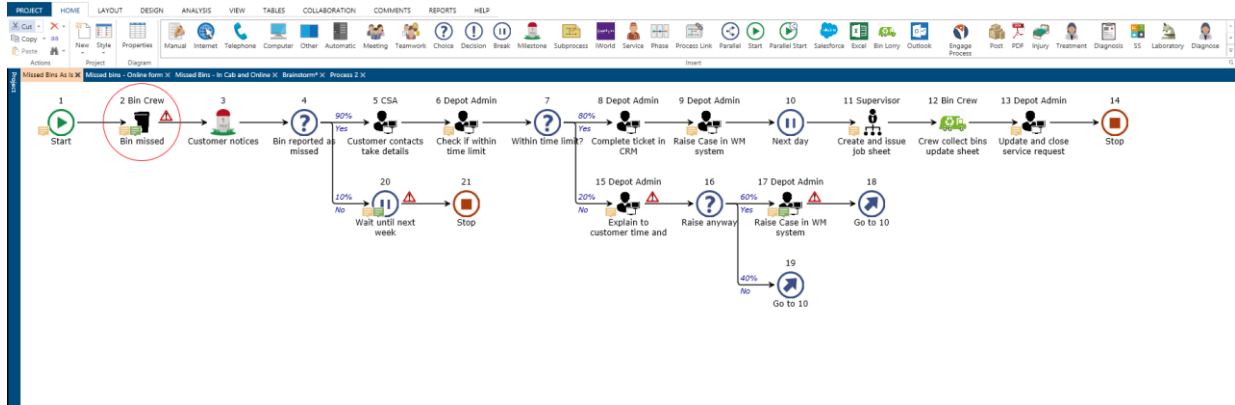 PROJECT HOME LAYOUT DESIGN ANALYSIS VIEW TABLES COLLABORATION COMMENTS REPORTS HELP
Cut
Copy
Paste
New Style Properties Manual Internet Telephone Computer Other Automatic Meeting Teamwork Choice Decision Break Milestone Subprocess iWorld Service Phase Process Link Parallel Start Parallel Start Salesforce Excel Bin Lorry Outlook Engage Process Post PDF Injury Treatment Diagnosis SS Laboratory Diagnose
Actions Project Diagram Insert
Project
Missed Bins As Is X Missed bins - Online form X Missed Bins - In Cab and Online X Brainstorm* X Process 2 X
1
Start
2 Bin Crew
Bin missed
3
Customer notices
4
Bin reported as
missed
90%
Yes
5 CSA
Customer contacts
take details
6 Depot Admin
Check if within
time limit
7
Within time limit?
80%
Yes
8 Depot Admin
Complete ticket in
CRM
9 Depot Admin
Raise Case in WM
system
10
Next day
11 Supervisor
Create and issue
job sheet
12 Bin Crew
Crew collect bins
update sheet
13 Depot Admin
Update and close
service request
14
Stop
10%
No
20
Wait until next
week
21
Stop
20%
No
15 Depot Admin
Explain to
customer time and
16
Raise anyway
60%
Yes
17 Depot Admin
Raise Case in WM
system
18
Go to 10
40%
No
19
Go to 10